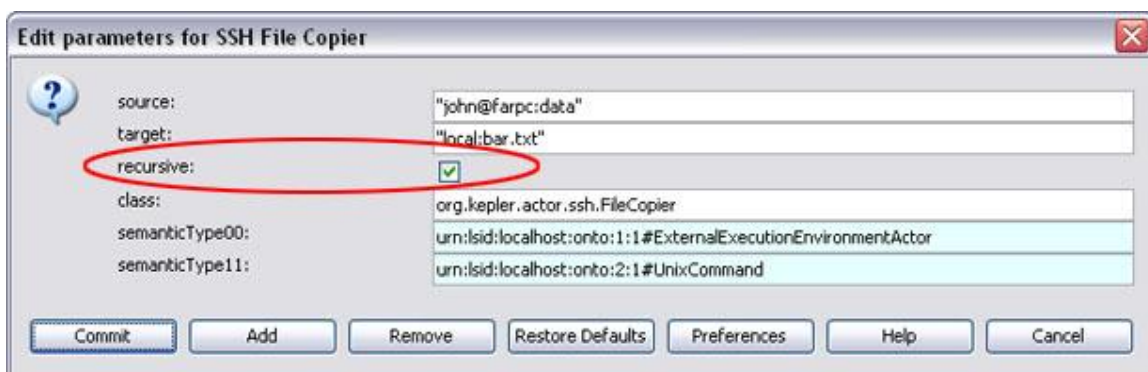 Edit parameters for SSH File Copier
source: "john@farpc:data"
target: "local:bar.txt"
recursive:
class: org.kepler.actor.ssh.FileCopier
semanticType00: urn:lsid:localhost:onto:1:1#ExternalExecutionEnvironmentActor
semanticType11: urn:lsid:localhost:onto:2:1#UnixCommand
Commit Add Remove Restore Defaults Preferences Help Cancel